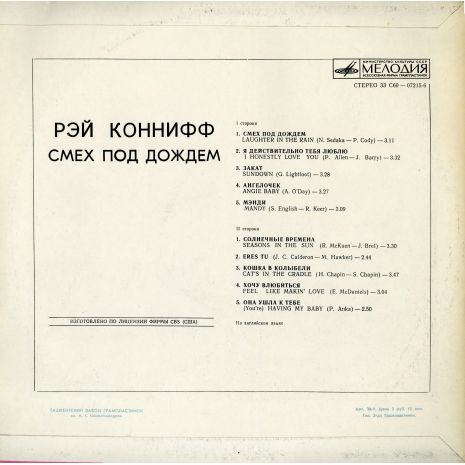 МИНИСТЕРСТВО КУЛЬТУРЫ СССР
МЕЛОДИЯ
ВСЕСОЮЗНАЯ ФИРМА ГРАМПЛАСТИНОК
СТЕРЕО 33 С60—07215-6
РЭЙ КОННИФФ
СМЕХ ПОД ДОЖДЕМ
I сторона
1. СМЕХ ПОД ДОЖДЕМ
LAUGHTER IN THE RAIN (N. Sedaka — P. Cody) — 3.11
2. Я ДЕЙСТВИТЕЛЬНО ТЕБЯ ЛЮБЛЮ
I HONESTLY LOVE YOU (P. Allen — J. Barry) — 3.32
3. ЗАКАТ
SUNDOWN (G. Lightfoot) — 3.28
4. АНГЕЛОЧЕК
ANGIE BABY (A. O'Day) — 3.27
5. МЭНДИ
MANDY (S. English — R. Keer) — 3.09
II сторона
1. СОЛНЕЧНЫЕ ВРЕМЕНА
SEASONS IN THE SUN (R. McKuen — J. Brel) — 3.30
2. ERES TU (J. C. Calderon — M. Hawker) — 2.44
3. КОШКА В КОЛЫБЕЛИ
CAT'S IN THE CRADLE (H. Chapin — S. Chapin) — 3.47
4. ХОЧУ ВЛЮБИТЬСЯ
FEEL LIKE MAKIN' LOVE (E. McDaniels) — 3.04
5. ОНА УШЛА К ТЕБЕ
(You're) HAVING MY BABY (P. Anka) — 2.50
На английском языке
ИЗГОТОВЛЕНО ПО ЛИЦЕНЗИИ ФИРМЫ CBS (США)
ТАШКЕНТСКИЙ ЗАВОД ГРАМПЛАСТИНОК